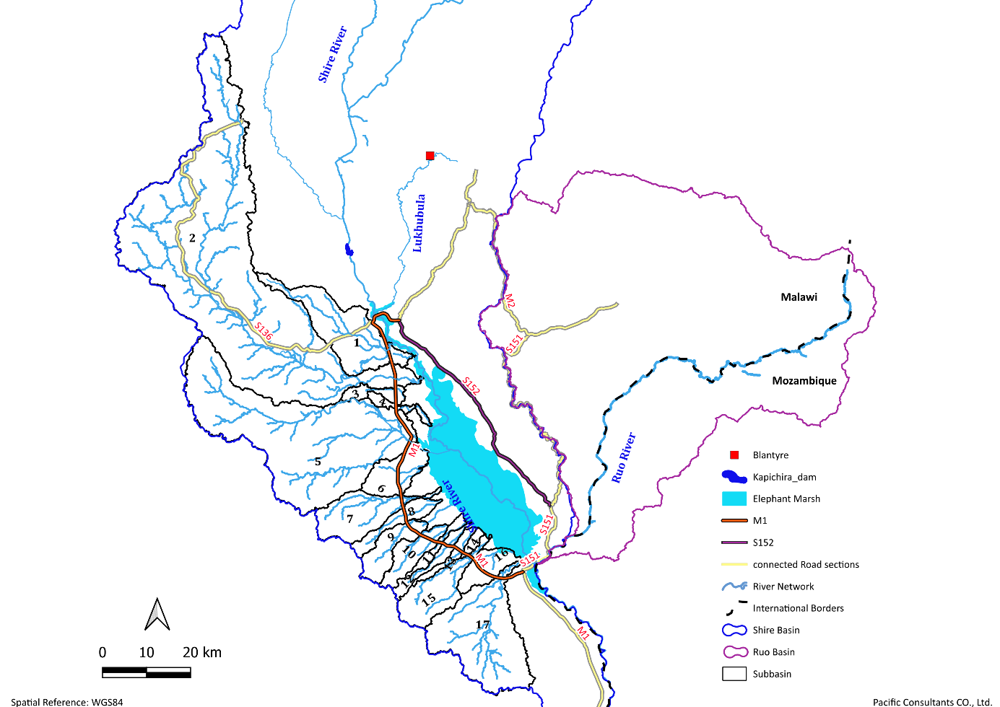 Shire River
Lukhubula
2
M2
Malawi
S136
S151
1
Mozambique
S152
3
4
M1
Ruo River
5
6
Shire River
7
8
9
10
11
12
13
14
16
M1
S151
S151
15
17
M1
Blantyre
Kapichira_dam
Elephant Marsh
M1
S152
connected Road sections
River Network
International Borders
Shire Basin
Ruo Basin
Subbasin
0 10 20 km
Spatial Reference: WGS84
Pacific Consultants CO., Ltd.